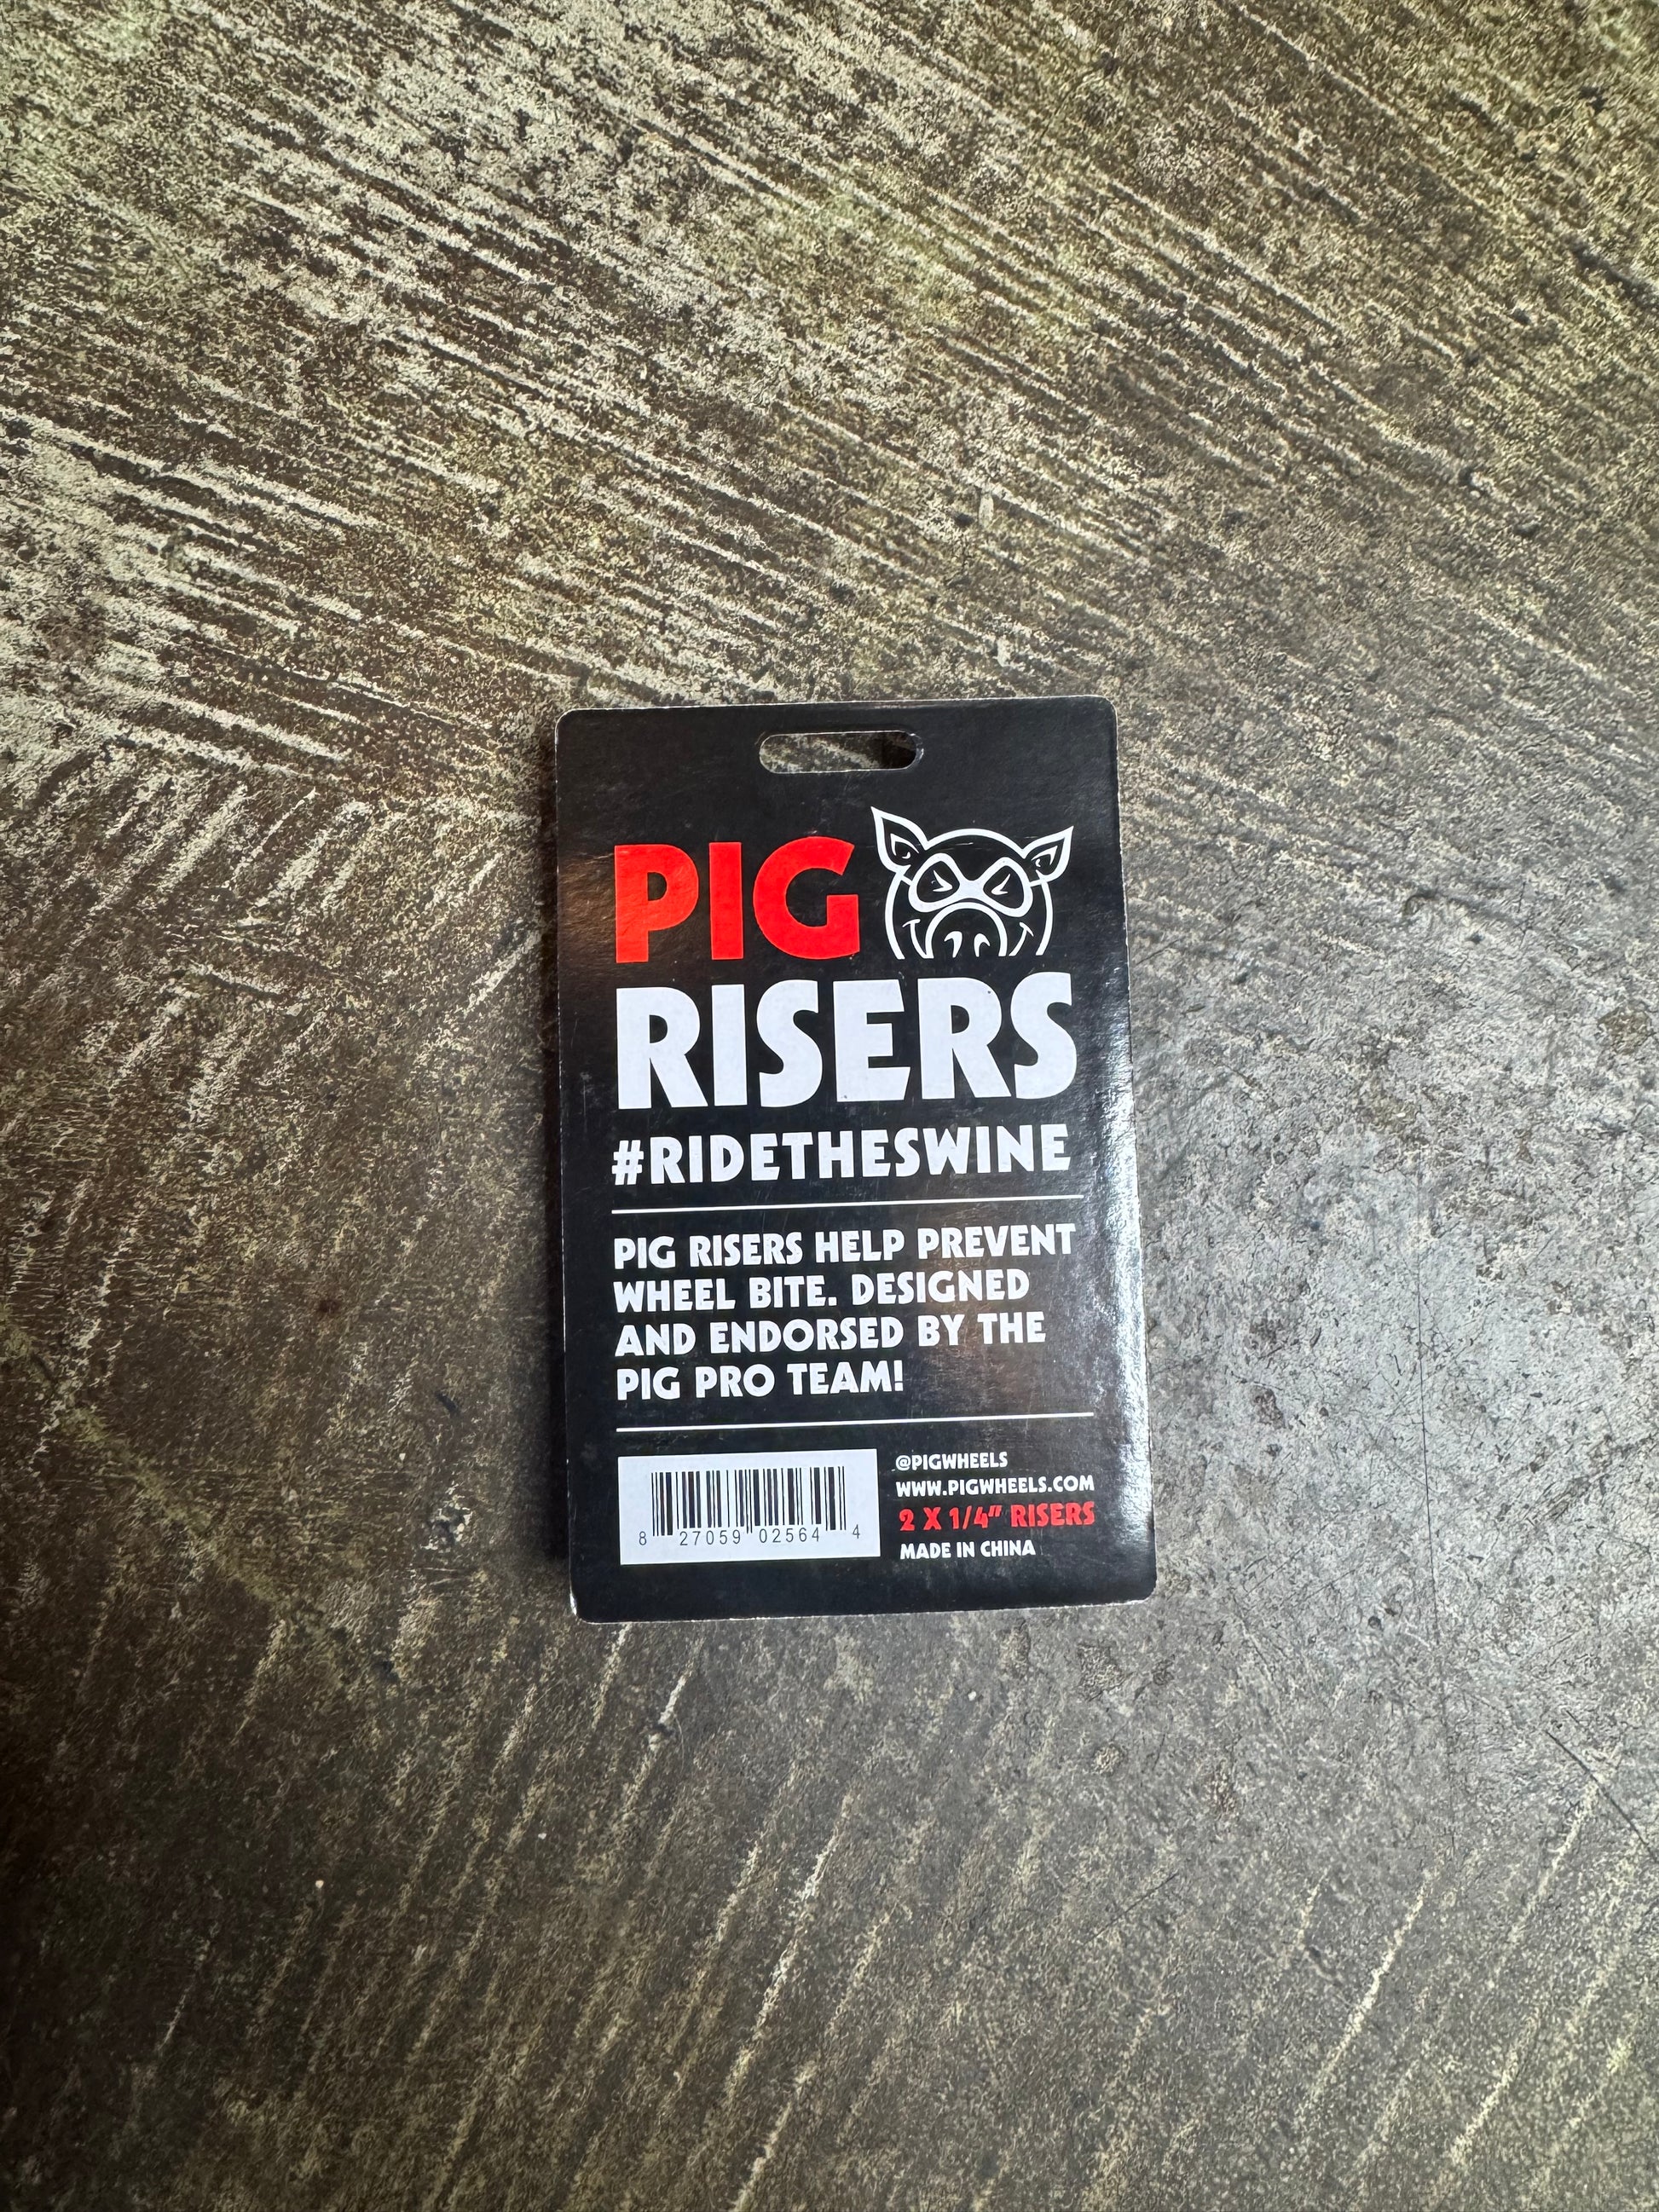 PIG
RISERS
#RIDETHESWINE
PIG RISERS HELP PREVENT
WHEEL BITE. DESIGNED
AND ENDORSED BY THE
PIG PRO TEAM!
8 27059 02564 4
@PIGWHEELS
WWW.PIGWHEELS.COM
2 X 1/4" RISERS
MADE IN CHINA